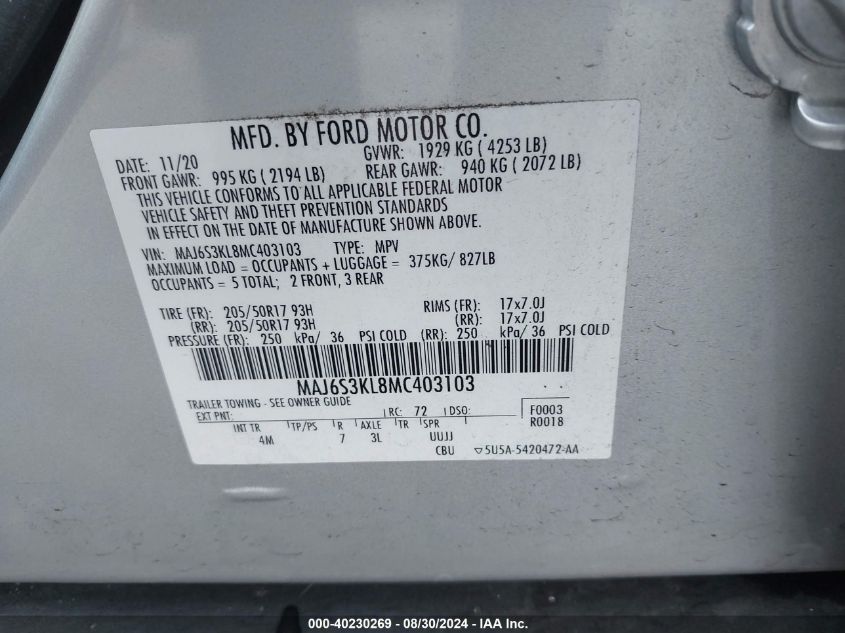 MFD. BY FORD MOTOR CO.
DATE: 11/20 GVWR: 1929 KG ( 4253 LB)
FRONT GAWR: 995 KG ( 2194 LB) REAR GAWR: 940 KG ( 2072 LB)
THIS VEHICLE CONFORMS TO ALL APPLICABLE FEDERAL MOTOR
VEHICLE SAFETY AND THEFT PREVENTION STANDARDS
IN EFFECT ON THE DATE OF MANUFACTURE SHOWN ABOVE.
VIN: MAJ6S3KL8MC403103 TYPE: MPV
MAXIMUM LOAD = OCCUPANTS + LUGGAGE = 375KG/ 827LB
OCCUPANTS = 5 TOTAL; 2 FRONT, 3 REAR
TIRE (FR): 205/50R17 93H RIMS (FR): 17x7.0J
(RR): 205/50R17 93H (RR): 17x7.0J
PRESSURE (FR): 250 kPa/ 36 PSI COLD (RR): 250 kPa/ 36 PSI COLD
MAJ6S3KL8MC403103
TRAILER TOWING - SEE OWNER GUIDE
EXT PNT: RC: 72 DSO: F0003
R0018
INT TR TP/PS R AXLE TR SPR
4M 7 3L UUJJ
CBU 5U5A-5420472-AA
000-40230269 - 08/30/2024 - IAA Inc.